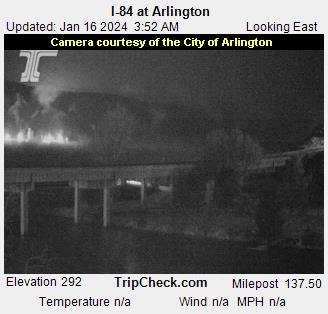 I-84 at Arlington
Updated: Jan 16 2024 3:52 AM Looking East
Camera courtesy of the City of Arlington
Elevation 292 TripCheck.com Milepost 137.50
Temperature n/a Wind n/a MPH n/a